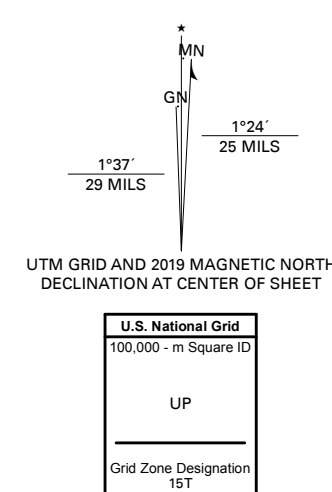 ★
MN
GN
1°24´
25 MILS
1°37´
29 MILS
UTM GRID AND 2019 MAGNETIC NORTH
DECLINATION AT CENTER OF SHEET
U.S. National Grid
100,000 - m Square ID
UP
Grid Zone Designation
15T